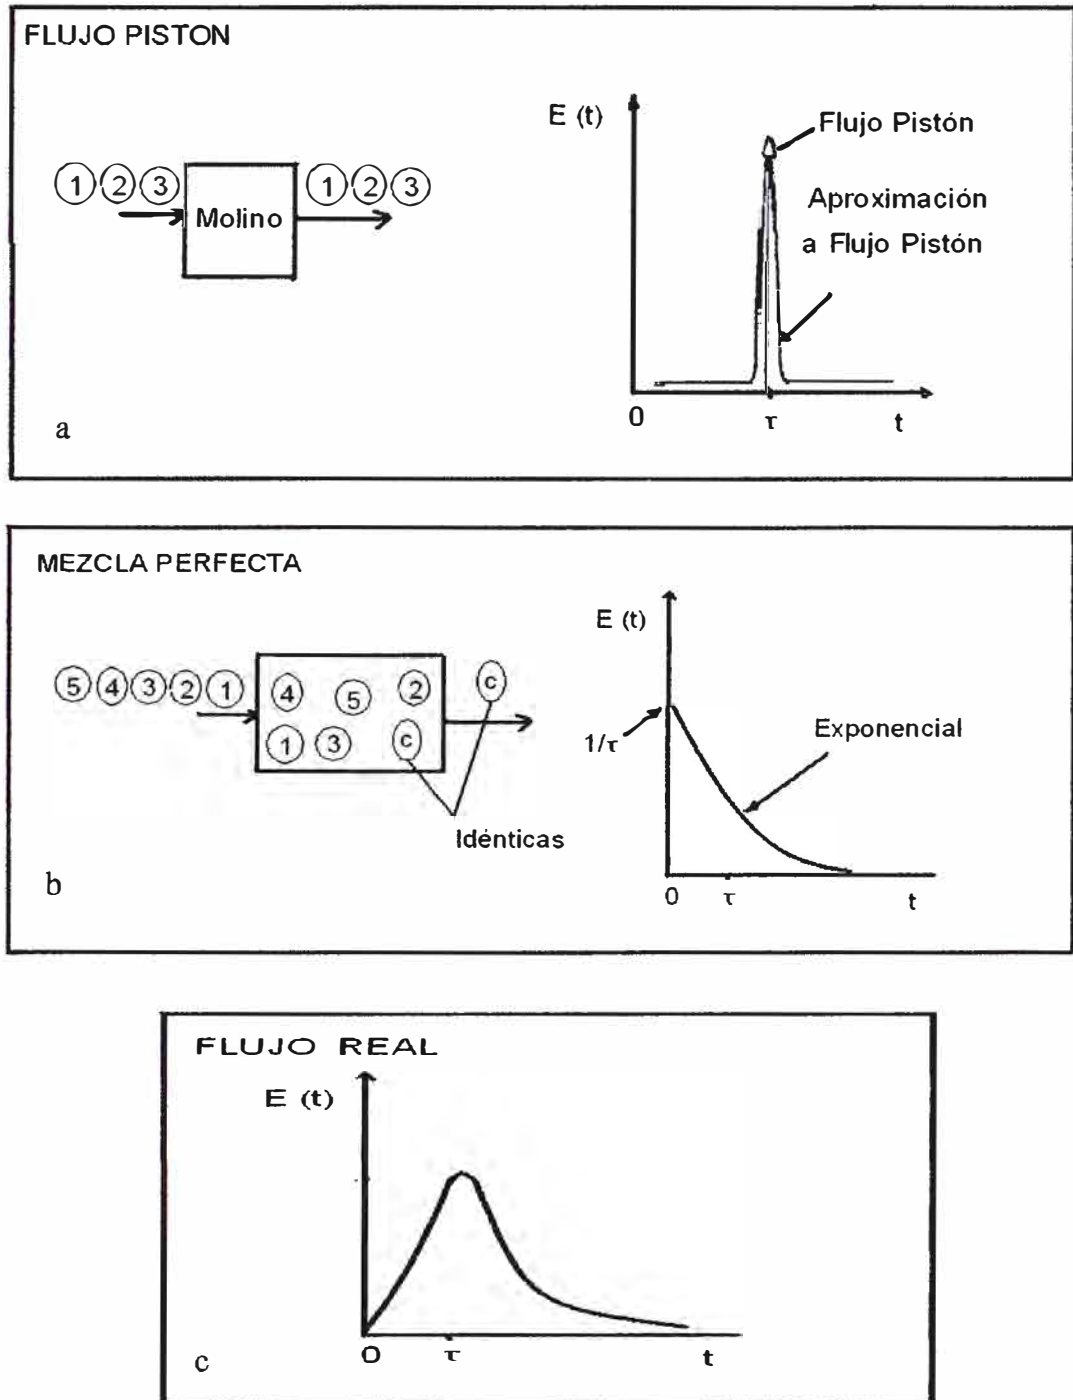 FLUJO PISTON
E (t)
Flujo Pistón
1 2 3
Molino
1 2 3
Aproximación
a Flujo Pistón
0
τ
t
a
MEZCLA PERFECTA
E (t)
5 4 3 2 1
4 5 2
c
1 3 c
1/τ
Exponencial
Idénticas
0
τ
t
b
FLUJO REAL
E (t)
0
τ
t
c